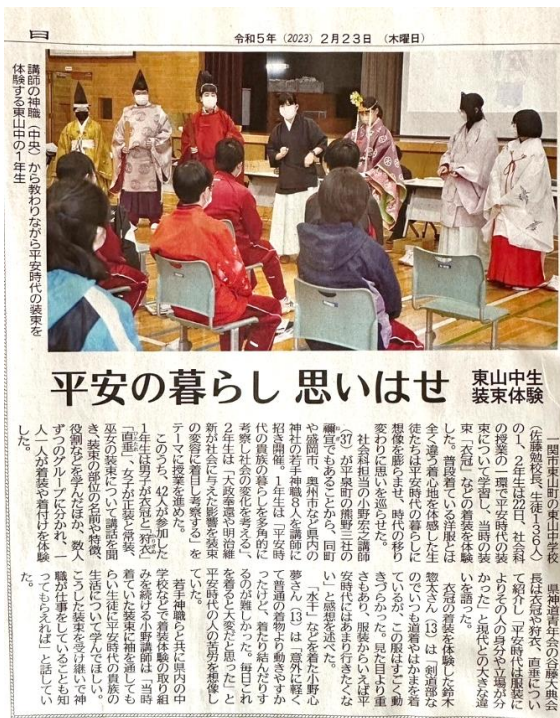 目
令和5年（2023）2月23日（木曜日）
講師の神職（中央）から教わりながら平安時代の装束を
体験する東山中の1年生
平安の暮らし 思いはせ
東山中生
装束体験
一関市東山町の東山中学校
（佐藤勉校長、生徒136人）
の1、2年生は22日、社会科
の授業の一環で平安時代の装
束について学習し、当時の装
束「衣冠」などの着装を体験
した。普段着ている洋服とは
全く違う着心地を体感した生
徒たちは平安時代の暮らしに
想像を膨らませ、時代の移り
変わりに思いを巡らせた。
社会科担当の小野宏之講師
（37）が平泉町の熊野三社の
禰宜でもあることから、同町
や盛岡市、奥州市など県内の
神社の若手神職8人を講師に
招き開催。1年生は「平安時
代の貴族の暮らしを多角的に
考察し社会の変化を考える」、
2年生は「大政奉還や明治維
新が社会に与えた影響を装束
の変容に着目し考察する」を
テーマに授業を進めた。
このうち、42人が参加した
1年生は男子が衣冠と「狩衣」
「直垂」、女子が正装と常装、
巫女の装束について講話を聞
き、装束の部位の名前や特徴、
役割などを学んだほか、数人
ずつのグループに分かれ、一
人一人が着装や着付けを体験
した。
県神道青年会の谷藤大典会
長は衣冠や狩衣、直垂につい
て紹介し「平安時代は服装に
よりその人の身分や立場が分
かった」と現代との大きな違
いを語った。
衣冠の着装を体験した鈴木
惣太さん（13）は「剣道部な
のでいつも道着やはかまを着
ているが、この服はすごく動
きづらかった。見た目より重
さもあり、服装からいえば平
安時代にはあまり行きたくな
い」と感想を述べた。
「水干」などを着た小野心
夢さん（13）は「意外に軽く
て普通の着物より動きやすか
ったけど、着たり結んだりす
るのが難しかった。毎日これ
を着ると大変だと思った」と
平安時代の人の苦労を想像し
ていた。
若手神職らと共に県内の中
学校などで着装体験の取り組
みを続ける小野講師は「当時
着ていた装束に袖を通しても
らい生徒に平安時代の貴族の
生活について学んでほしい。
こうした装束を受け継いで神
職が仕事をしていることも知
ってもらえれば」と話してい
た。